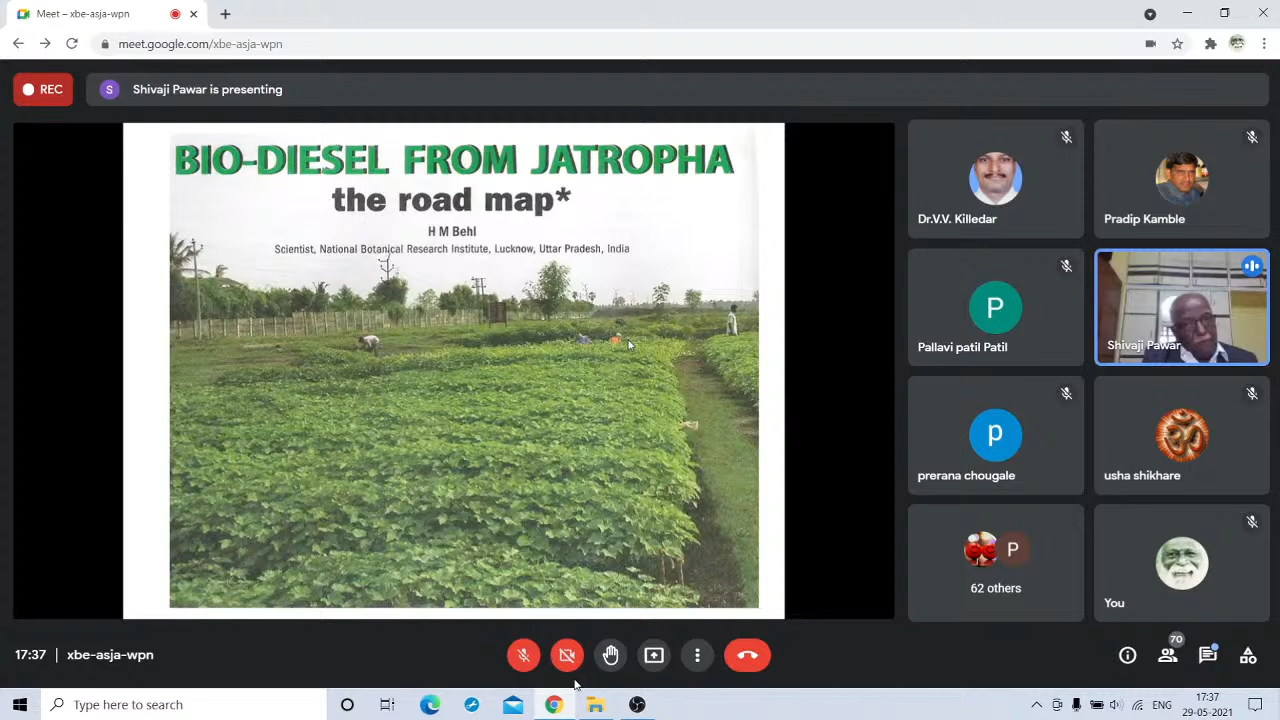 Meet – xbe-asja-wpn
meet.google.com/xbe-asja-wpn
REC
S
Shivaji Pawar is presenting
BIO-DIESEL FROM JATROPHA
the road map*
H M Behl
Scientist, National Botanical Research Institute, Lucknow, Uttar Pradesh, India
Dr.V.V. Killedar
Pradip Kamble
P
Pallavi patil Patil
Shivaji Pawar
p
prerana chougale
usha shikhare
P
62 others
You
17:37
xbe-asja-wpn
70
Type here to search
ENG
17:37
29-05-2021